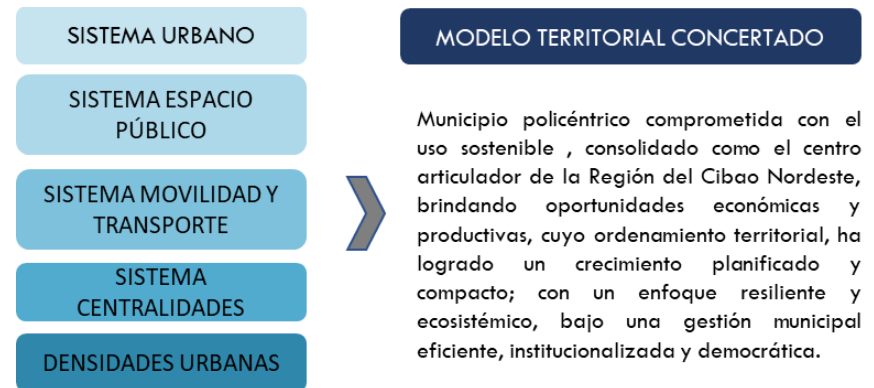 SISTEMA URBANO
SISTEMA ESPACIO
PÚBLICO
SISTEMA MOVILIDAD Y
TRANSPORTE
SISTEMA
CENTRALIDADES
DENSIDADES URBANAS
MODELO TERRITORIAL CONCERTADO
Municipio policéntrico comprometida con el
uso sostenible , consolidado como el centro
articulador de la Región del Cibao Nordeste,
brindando oportunidades económicas y
productivas, cuyo ordenamiento territorial, ha
logrado un crecimiento planificado y
compacto; con un enfoque resiliente y
ecosistémico, bajo una gestión municipal
eficiente, institucionalizada y democrática.